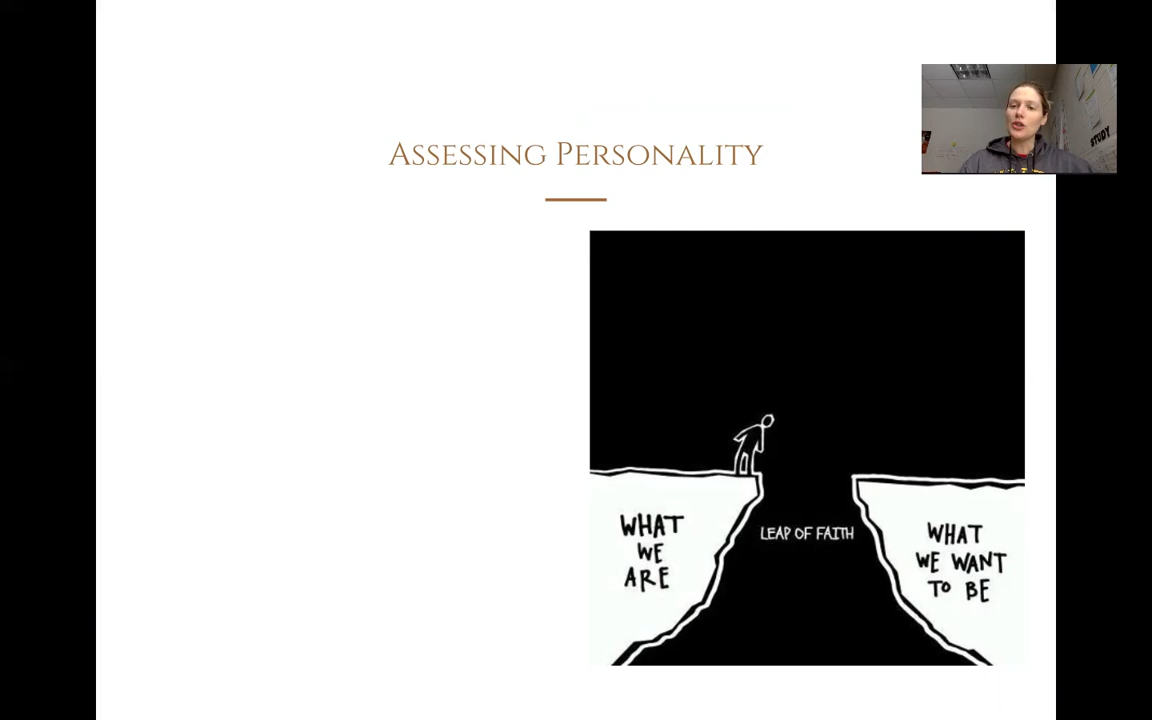 Assessing Personality
STUDY
WHAT
WE
ARE
LEAP OF FAITH
WHAT
WE WANT
TO BE